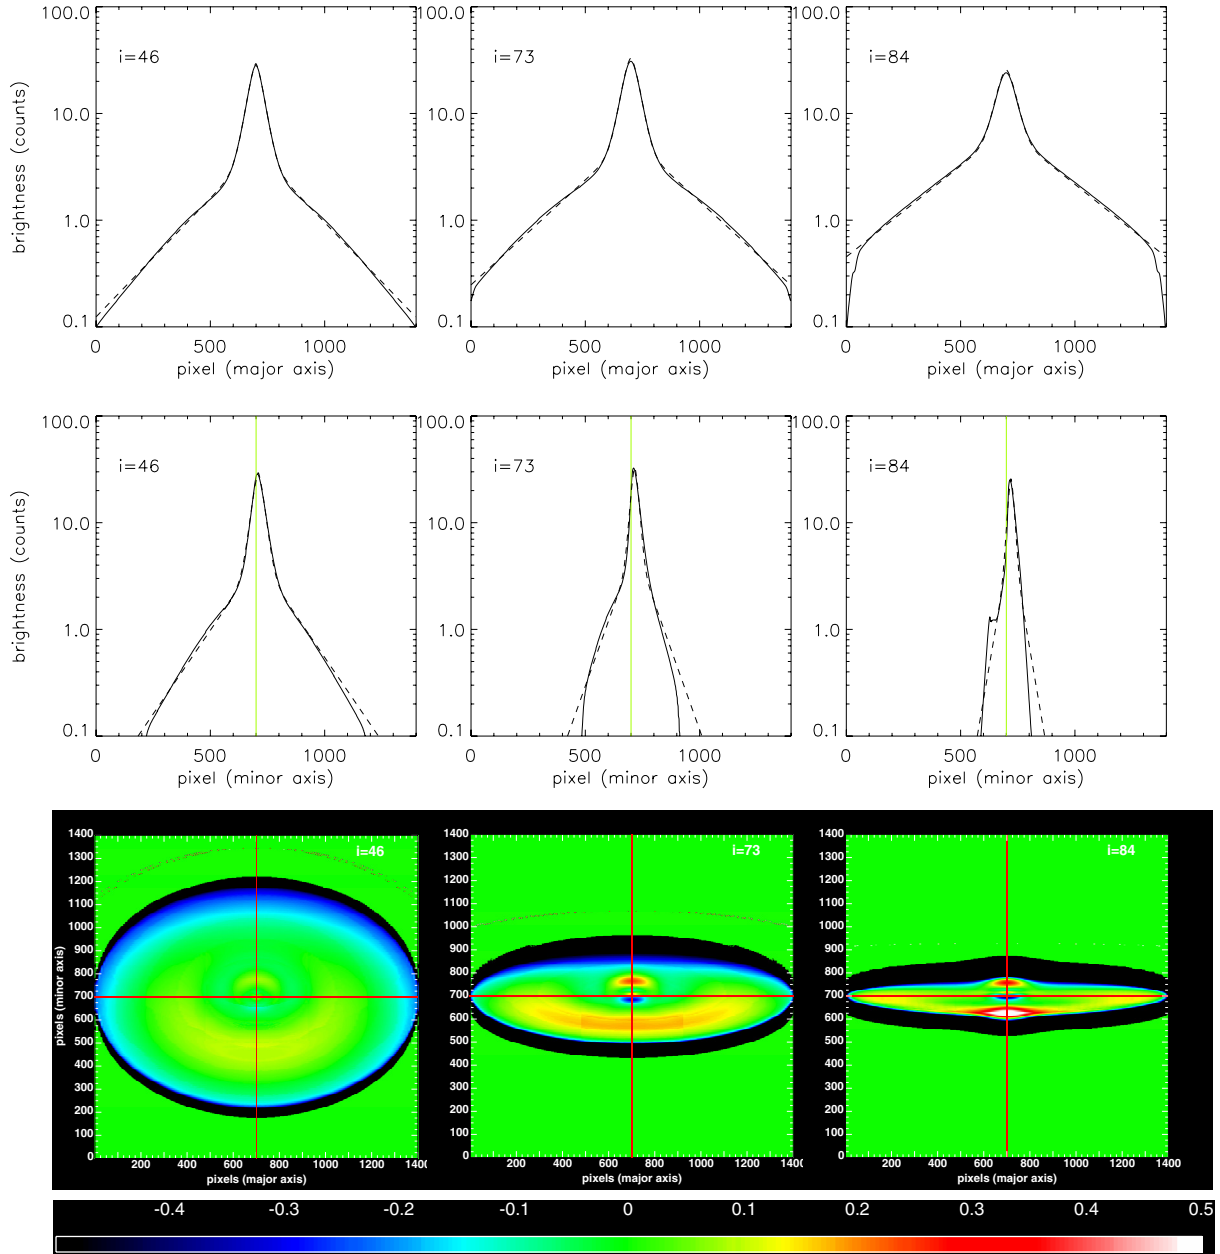 100.0 100.0 100.0
i=46 i=73 i=84
10.0 10.0 10.0
brightness (counts)
1.0 1.0 1.0
0.1 0.1 0.1
0 500 1000 0 500 1000 0 500 1000
pixel (major axis) pixel (major axis) pixel (major axis)
100.0 100.0 100.0
i=46 i=73 i=84
10.0 10.0 10.0
brightness (counts)
1.0 1.0 1.0
0.1 0.1 0.1
0 500 1000 0 500 1000 0 500 1000
pixel (minor axis) pixel (minor axis) pixel (minor axis)
1400 1400 1400
i=46 i=73 i=84
1300 1300 1300
1200 1200 1200
1100 1100 1100
1000 1000 1000
900 900 900
800 800 800
700 700 700
600 600 600
500 500 500
400 400 400
300 300 300
200 200 200
100 100 100
0 0 0
pixels (minor axis)
200 400 600 800 1000 1200 140 200 400 600 800 1000 1200 1400 200 400 600 800 1000 1200 1400
pixels (major axis) pixels (major axis) pixels (major axis)
-0.4 -0.3 -0.2 -0.1 0 0.1 0.2 0.3 0.4 0.5